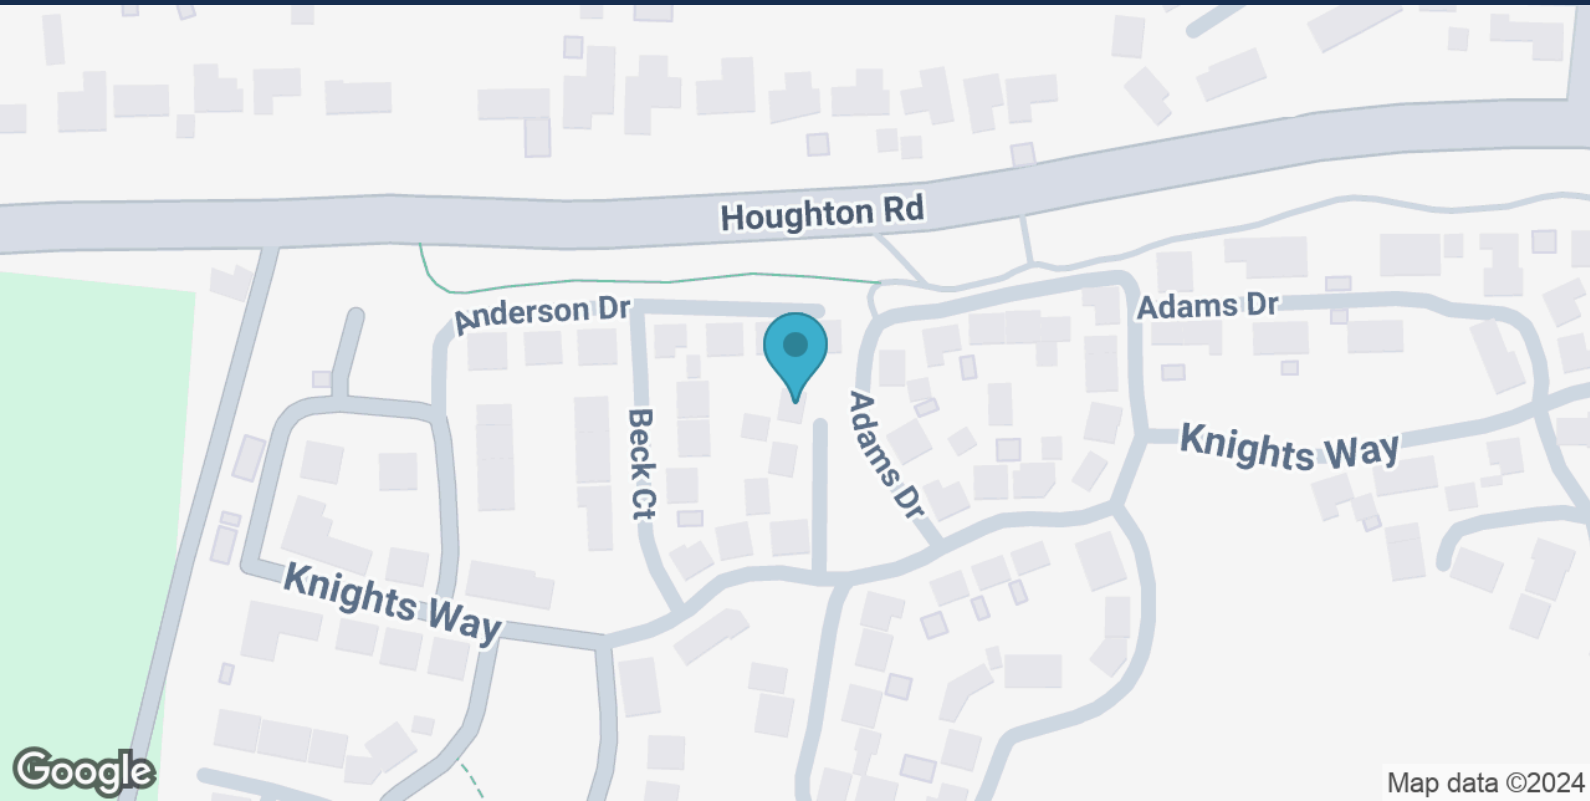 Houghton Rd
Anderson Dr
Adams Dr
Beck Ct
Adams Dr
Knights Way
Knights Way
Google
Map data ©2024